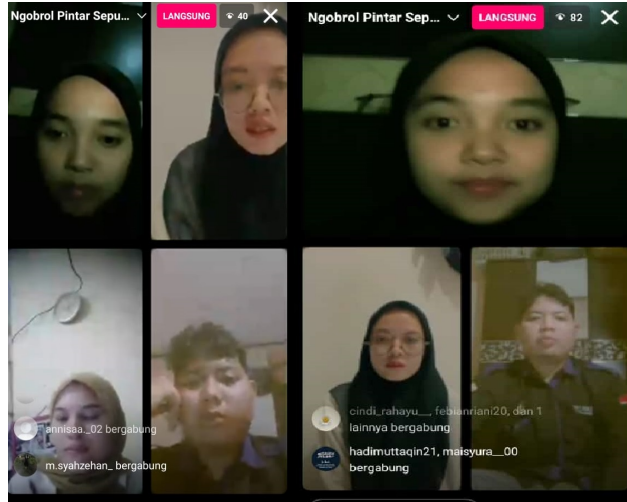 Ngobrol Pintar Sepu...
LANGSUNG
40
annisaa._02 bergabung
m.syahzehan_ bergabung
Ngobrol Pintar Sep...
LANGSUNG
82
cindi_rahayu__, febianriani20, dan 1
lainnya bergabung
hadimuttaqin21, maisyura__00
bergabung